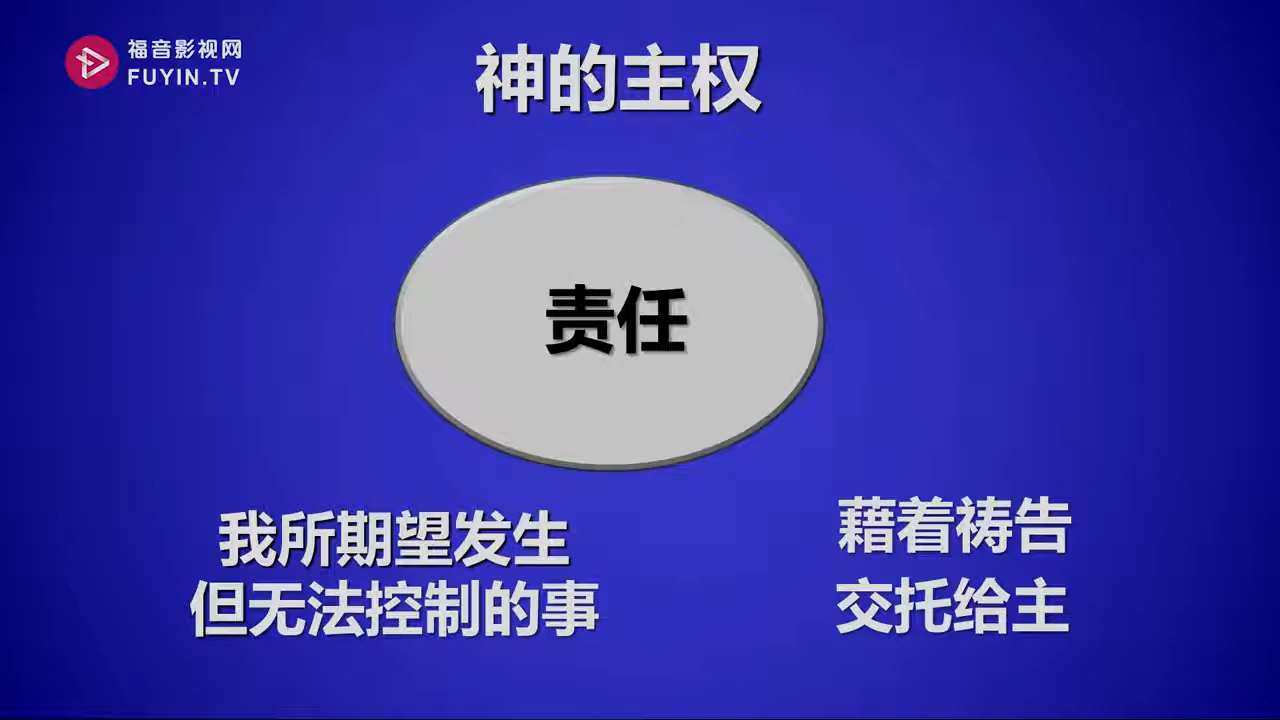 福音影视网
FUYIN.TV
神的主权
责任
我所期望发生
但无法控制的事
藉着祷告
交托给主